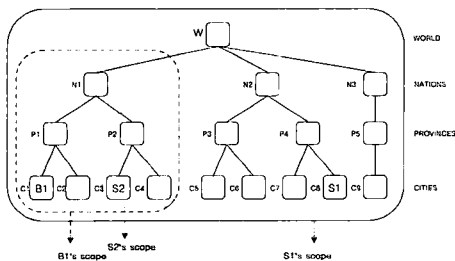 W WORLD
N1 N2 N3 NATIONS
P1 P2 P3 P4 P5 PROVINCES
C1 B1 C2 C3 S2 C4 C5 C6 C7 C8 S1 C9 CITIES
S2's scope S1's scope
B1's scope